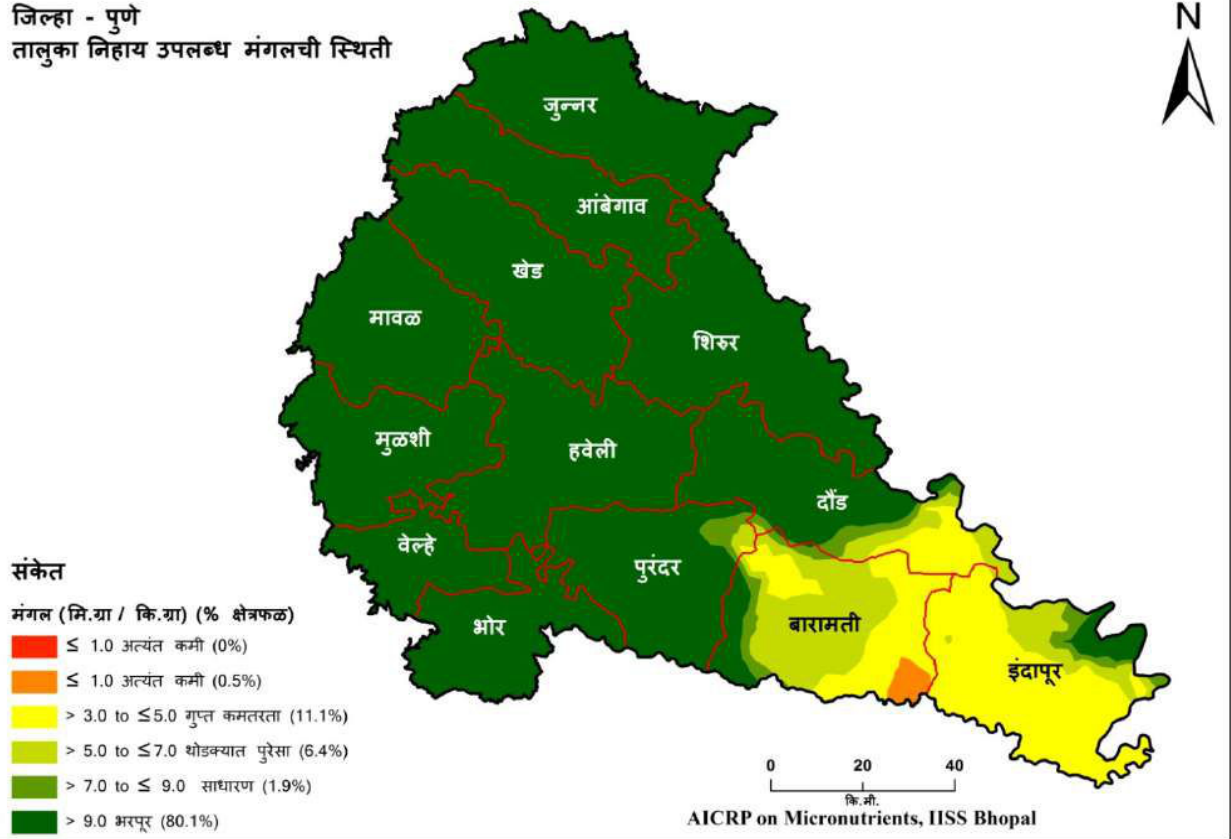 जिल्हा - पुणे
तालुका निहाय उपलब्ध मंगलची स्थिती
N
जुन्नर
आंबेगाव
खेड
मावळ
शिरुर
मुळशी
हवेली
दौंड
वेल्हे
पुरंदर
भोर
बारामती
इंदापूर
संकेत
मंगल (मि.ग्रा / कि.ग्रा) (% क्षेत्रफळ)
≤ 1.0 अत्यंत कमी (0%)
≤ 1.0 अत्यंत कमी (0.5%)
> 3.0 to ≤5.0 गुप्त कमतरता (11.1%)
> 5.0 to ≤7.0 थोडक्यात पुरेसा (6.4%)
> 7.0 to ≤ 9.0 साधारण (1.9%)
> 9.0 भरपूर (80.1%)
0 20 40
कि.मी.
AICRP on Micronutrients, IISS Bhopal